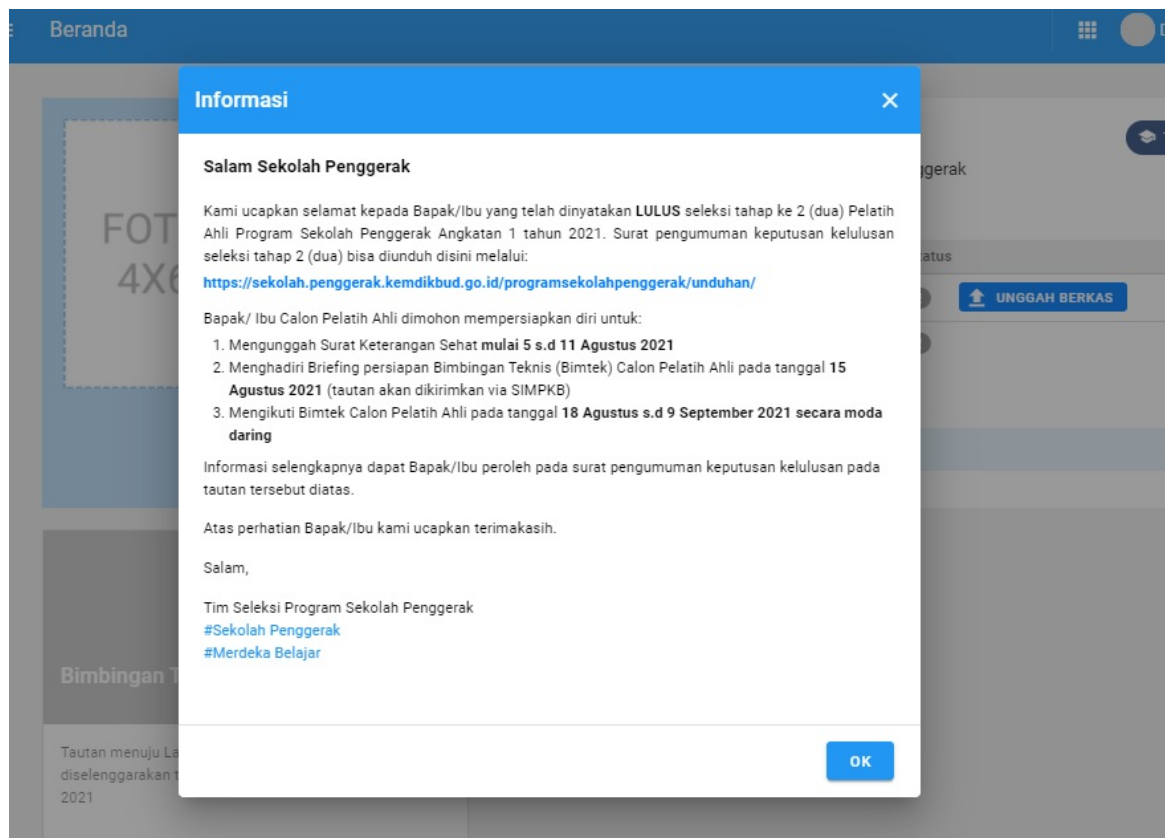 Beranda
Informasi
Salam Sekolah Penggerak
Kami ucapkan selamat kepada Bapak/Ibu yang telah dinyatakan LULUS seleksi tahap ke 2 (dua) Pelatih
Ahli Program Sekolah Penggerak Angkatan 1 tahun 2021. Surat pengumuman keputusan kelulusan
seleksi tahap 2 (dua) bisa diunduh disini melalui:
https://sekolah.penggerak.kemdikbud.go.id/programsekolahpenggerak/unduhan/
Bapak/ Ibu Calon Pelatih Ahli dimohon mempersiapkan diri untuk:
1. Mengunggah Surat Keterangan Sehat mulai 5 s.d 11 Agustus 2021
2. Menghadiri Briefing persiapan Bimbingan Teknis (Bimtek) Calon Pelatih Ahli pada tanggal 15
Agustus 2021 (tautan akan dikirimkan via SIMPKB)
3. Mengikuti Bimtek Calon Pelatih Ahli pada tanggal 18 Agustus s.d 9 September 2021 secara moda
daring
Informasi selengkapnya dapat Bapak/Ibu peroleh pada surat pengumuman keputusan kelulusan pada
tautan tersebut diatas.
Atas perhatian Bapak/Ibu kami ucapkan terimakasih.
Salam,
Tim Seleksi Program Sekolah Penggerak
#Sekolah Penggerak
#Merdeka Belajar
OK
FOT
4X6
ggerak
atus
UNGGAH BERKAS
Bimbingan T
Tautan menuju La
diselenggarakan t
2021